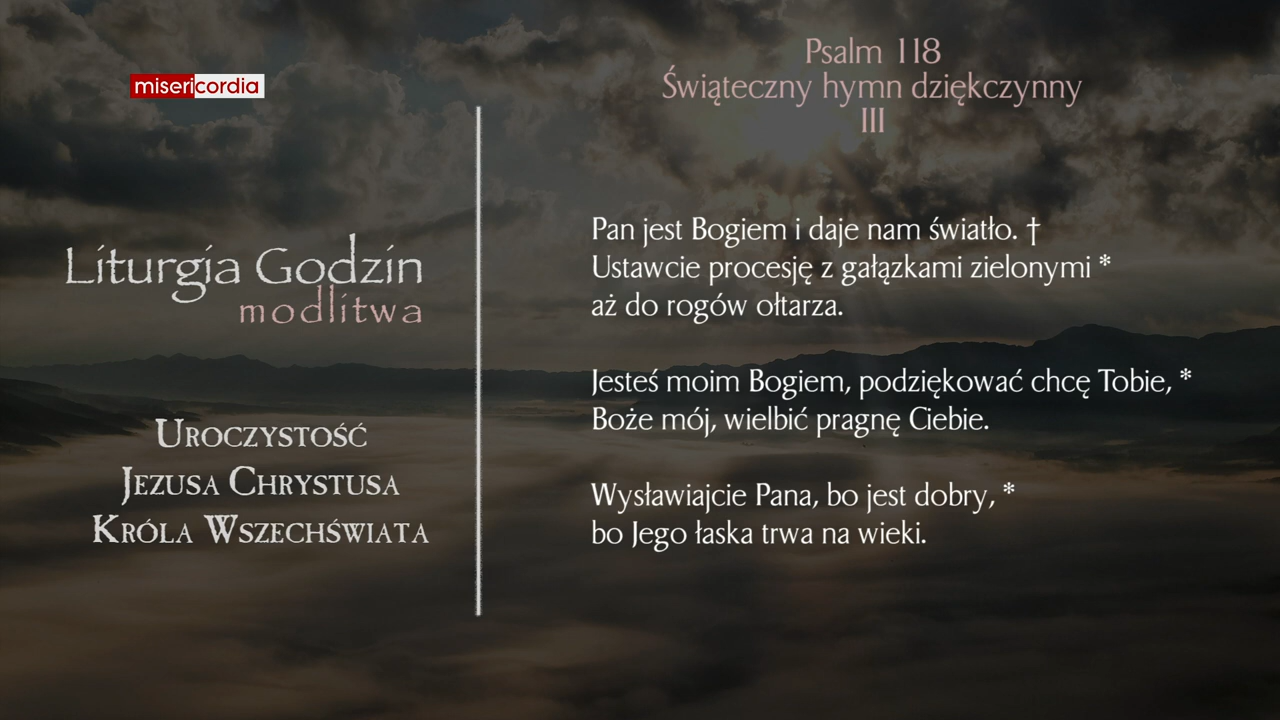 misericordia
Liturgia Godzin
modlitwa
Uroczystość
Jezusa Chrystusa
Króla Wszechświata
Psalm 118
Świąteczny hymn dziękczynny
III
Pan jest Bogiem i daje nam światło. †
Ustawcie procesję z gałązkami zielonymi *
aż do rogów ołtarza.
Jesteś moim Bogiem, podziękować chcę Tobie, *
Boże mój, wielbić pragnę Ciebie.
Wysławiajcie Pana, bo jest dobry, *
bo Jego łaska trwa na wieki.